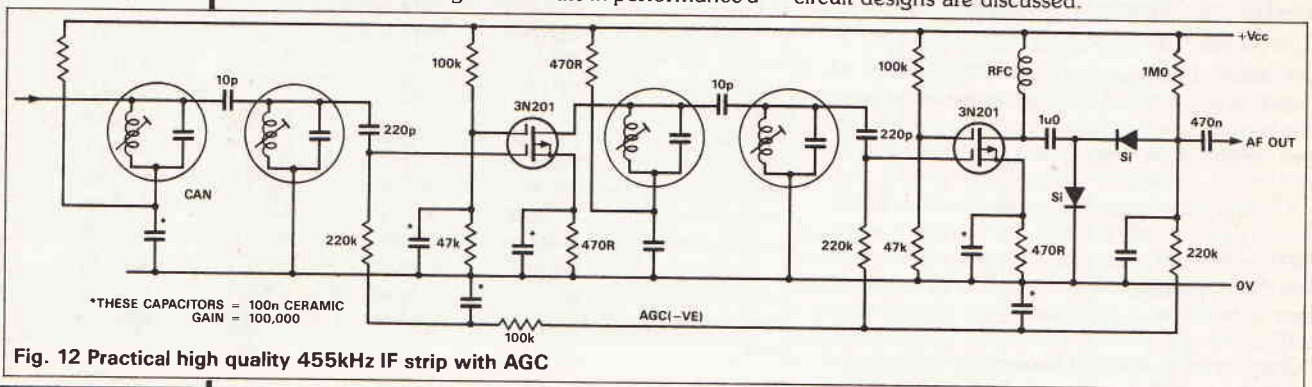 circuit designs are discussed.
+Vcc
100k
470R
100k
RFC
1M0
10p
3N201
10p
3N201
1u0
470n
220p
220p
Si
AF OUT
CAN
Si
220k
47k
470R
220k
47k
470R
220k
0V
*THESE CAPACITORS = 100n CERAMIC
GAIN = 100,000
AGC(-VE)
100k
Fig. 12 Practical high quality 455kHz IF strip with AGC